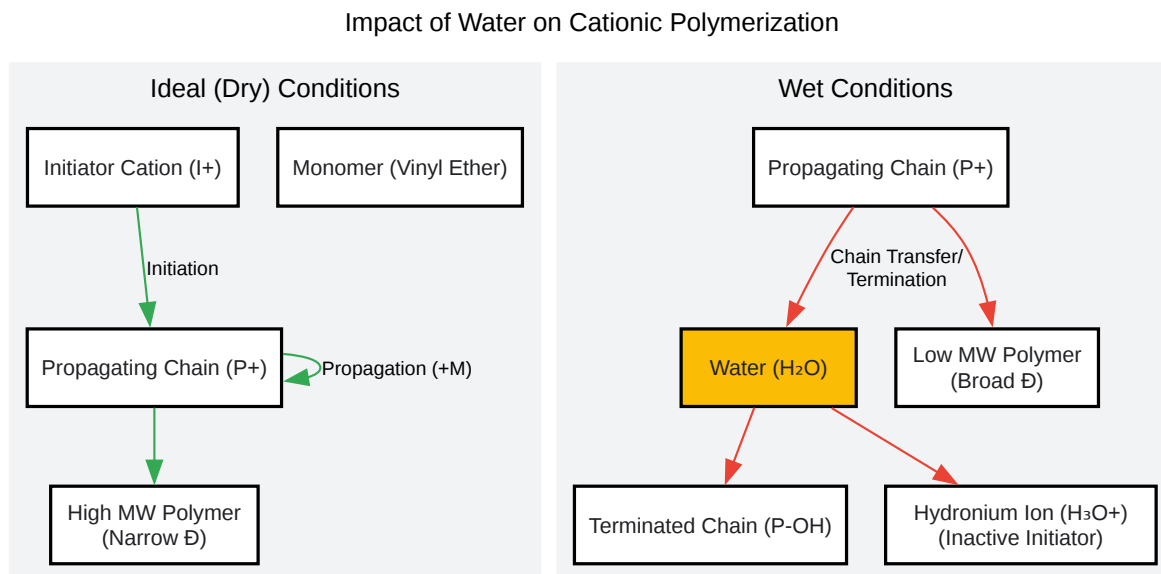 Impact of Water on Cationic Polymerization
Ideal (Dry) Conditions
Initiator Cation (I+)
Monomer (Vinyl Ether)
Initiation
Propagating Chain (P+)
Propagation (+M)
High MW Polymer
(Narrow Đ)
Wet Conditions
Propagating Chain (P+)
Chain Transfer/
Termination
Water (H₂O)
Low MW Polymer
(Broad Đ)
Terminated Chain (P-OH)
Hydronium Ion (H₃O+)
(Inactive Initiator)